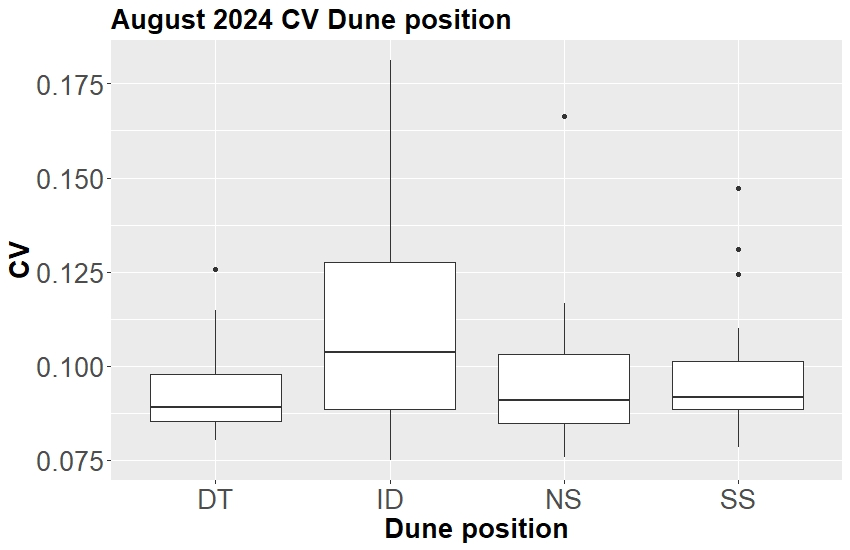 August 2024 CV Dune position
CV
0.175
0.150
0.125
0.100
0.075
DT ID NS SS
Dune position